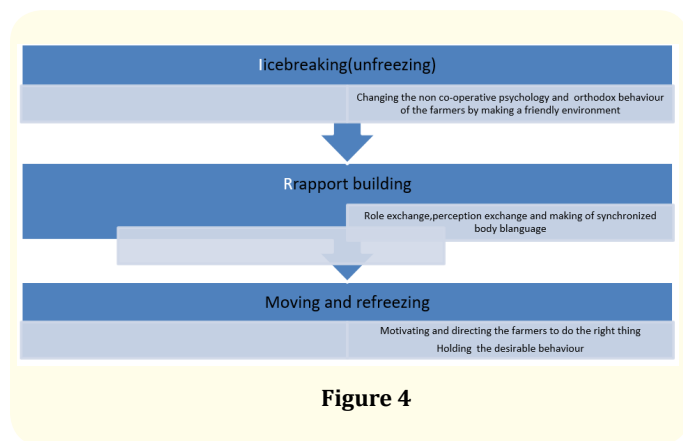 Iicebreaking(unfreezing)
Changing the non co-operative psychology and orthodox behaviour
of the farmers by making a friendly environment
Rrapport building
Role exchange,perception exchange and making of synchronized
body blanguage
Moving and refreezing
Motivating and directing the farmers to do the right thing
Holding the desirable behaviour
Figure 4